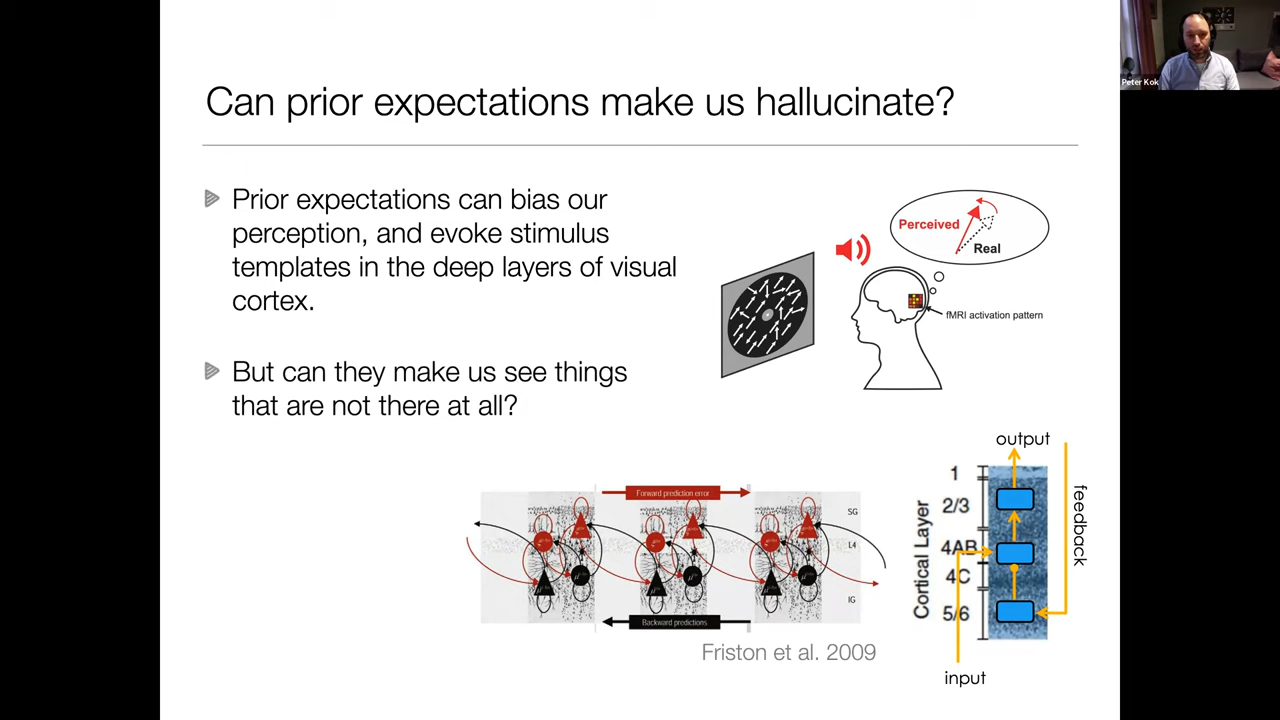 Can prior expectations make us hallucinate?
Prior expectations can bias our
perception, and evoke stimulus
templates in the deep layers of visual
cortex.
But can they make us see things
that are not there at all?
Perceived
Real
fMRI activation pattern
Forward prediction error
SG
L4
IG
Backward predictions
Friston et al. 2009
output
1
2/3
4AB
4C
5/6
Cortical Layer
feedback
input
Peter Kok